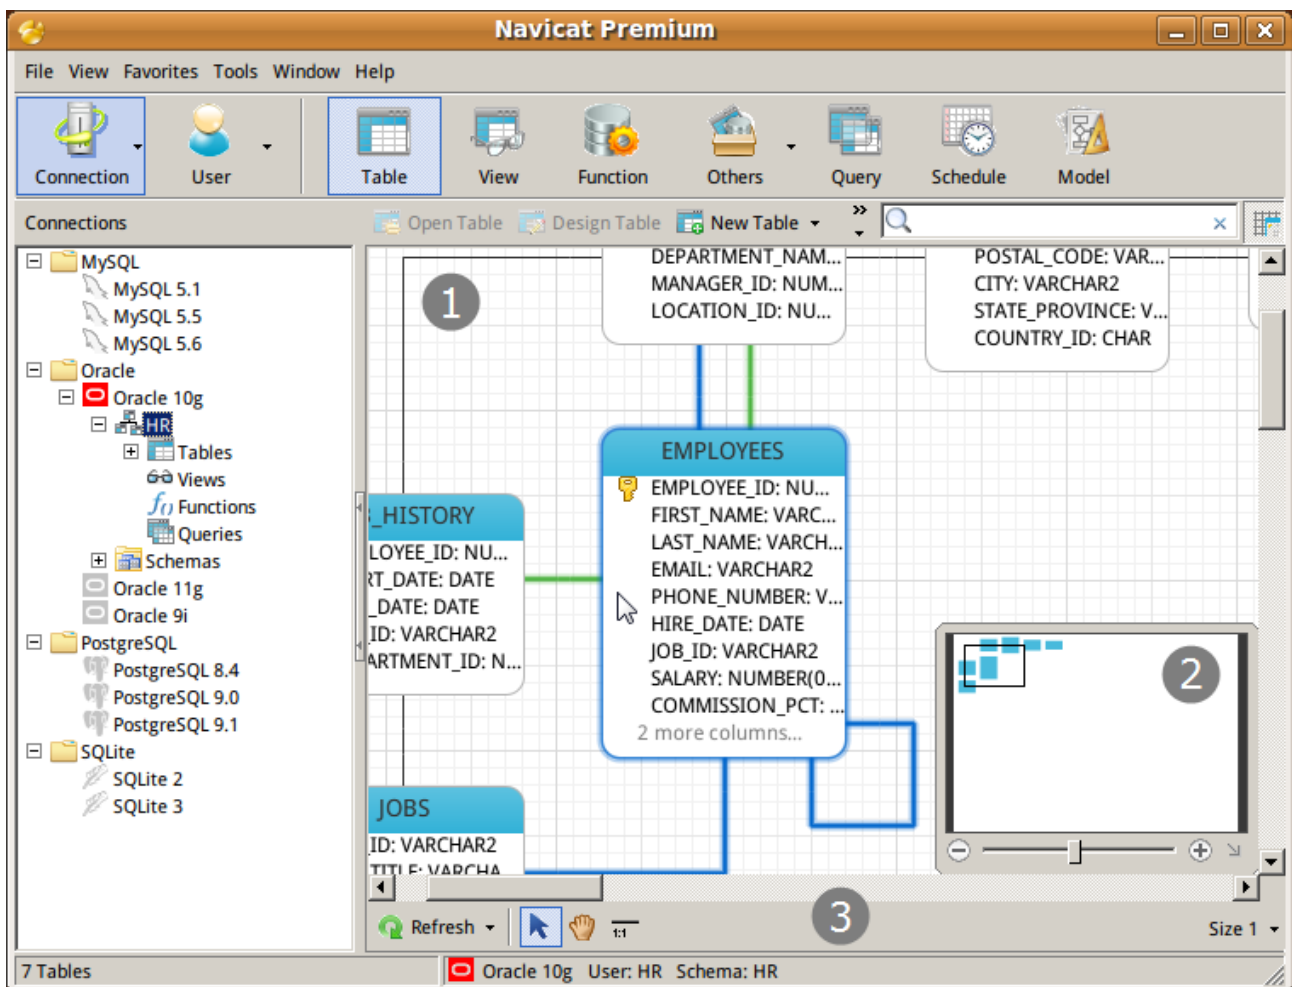 Navicat Premium
File View Favorites Tools Window Help
Connection User Table View Function Others Query Schedule Model
Connections
Open Table Design Table New Table
MySQL
MySQL 5.1
MySQL 5.5
MySQL 5.6
Oracle
Oracle 10g
HR
Tables
Views
Functions
Queries
Schemas
Oracle 11g
Oracle 9i
PostgreSQL
PostgreSQL 8.4
PostgreSQL 9.0
PostgreSQL 9.1
SQLite
SQLite 2
SQLite 3
1
DEPARTMENT_NAM...
MANAGER_ID: NUM...
LOCATION_ID: NU...
POSTAL_CODE: VAR...
CITY: VARCHAR2
STATE_PROVINCE: V...
COUNTRY_ID: CHAR
EMPLOYEES
EMPLOYEE_ID: NU...
FIRST_NAME: VARC...
LAST_NAME: VARCH...
EMAIL: VARCHAR2
PHONE_NUMBER: V...
HIRE_DATE: DATE
JOB_ID: VARCHAR2
SALARY: NUMBER(0...
COMMISSION_PCT: ...
2 more columns...
_HISTORY
LOYEE_ID: NU...
RT_DATE: DATE
_DATE: DATE
_ID: VARCHAR2
ARTMENT_ID: N...
JOBS
_ID: VARCHAR2
TITLE: VARCHA
2
3
Refresh 1:1 Size 1
7 Tables Oracle 10g User: HR Schema: HR